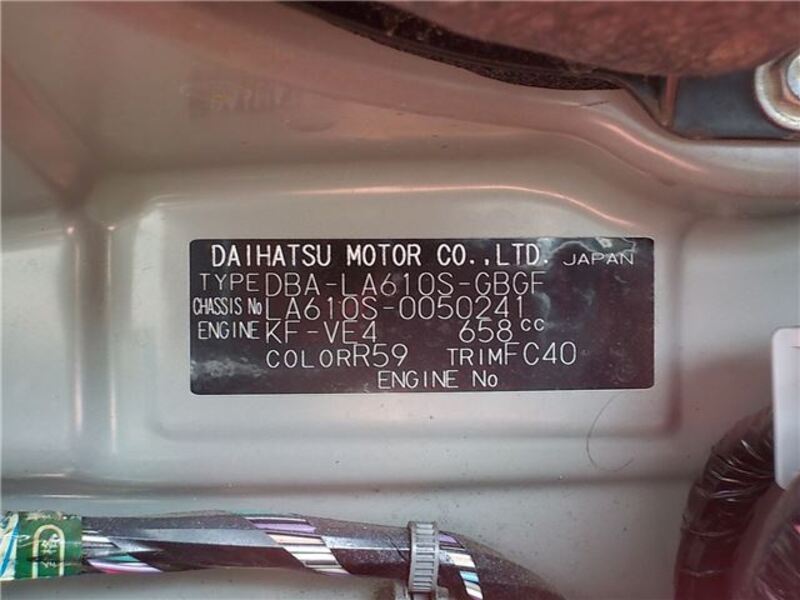 DAIHATSU MOTOR CO.,LTD. JAPAN
TYPE DBA-LA610S-GBGF
CHASSIS No LA610S-0050241
ENGINE KF-VE4 658cc
COLOR R59 TRIM FC40
ENGINE No